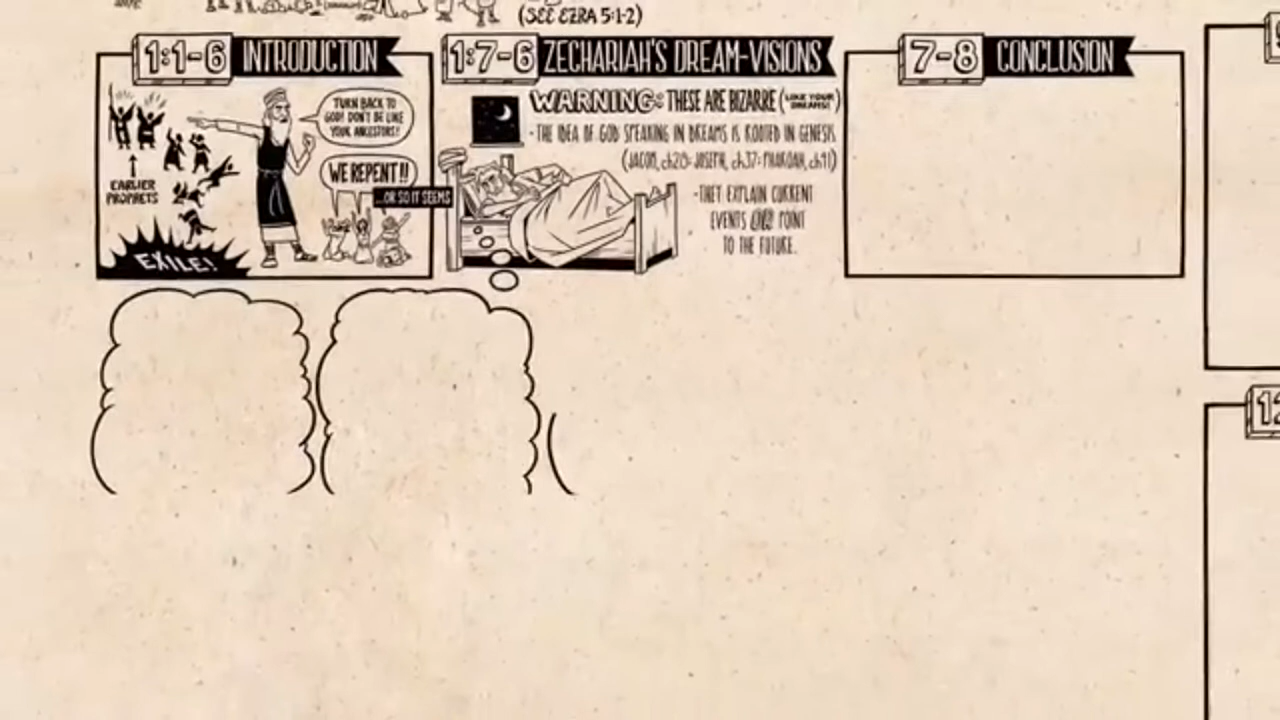 (SEE EZRA 5:1-2)
1:1-6 INTRODUCTION
TURN BACK TO
GOD! DON'T BE LIKE
YOUR ANCESTORS!
WE REPENT!!
...OR SO IT SEEMS
EARLIER
PROPHETS
EXILE!
1:7-6 ZECHARIAH'S DREAM-VISIONS
WARNING: THESE ARE BIZARRE (LIKE YOUR
DREAMS!)
-THE IDEA OF GOD SPEAKING IN DREAMS IS ROOTED IN GENESIS
(JACOB, ch28: JOSEPH, ch37: PHAROAH, ch41)
-THEY EXPLAIN CURRENT
EVENTS AND POINT
TO THE FUTURE.
7-8 CONCLUSION